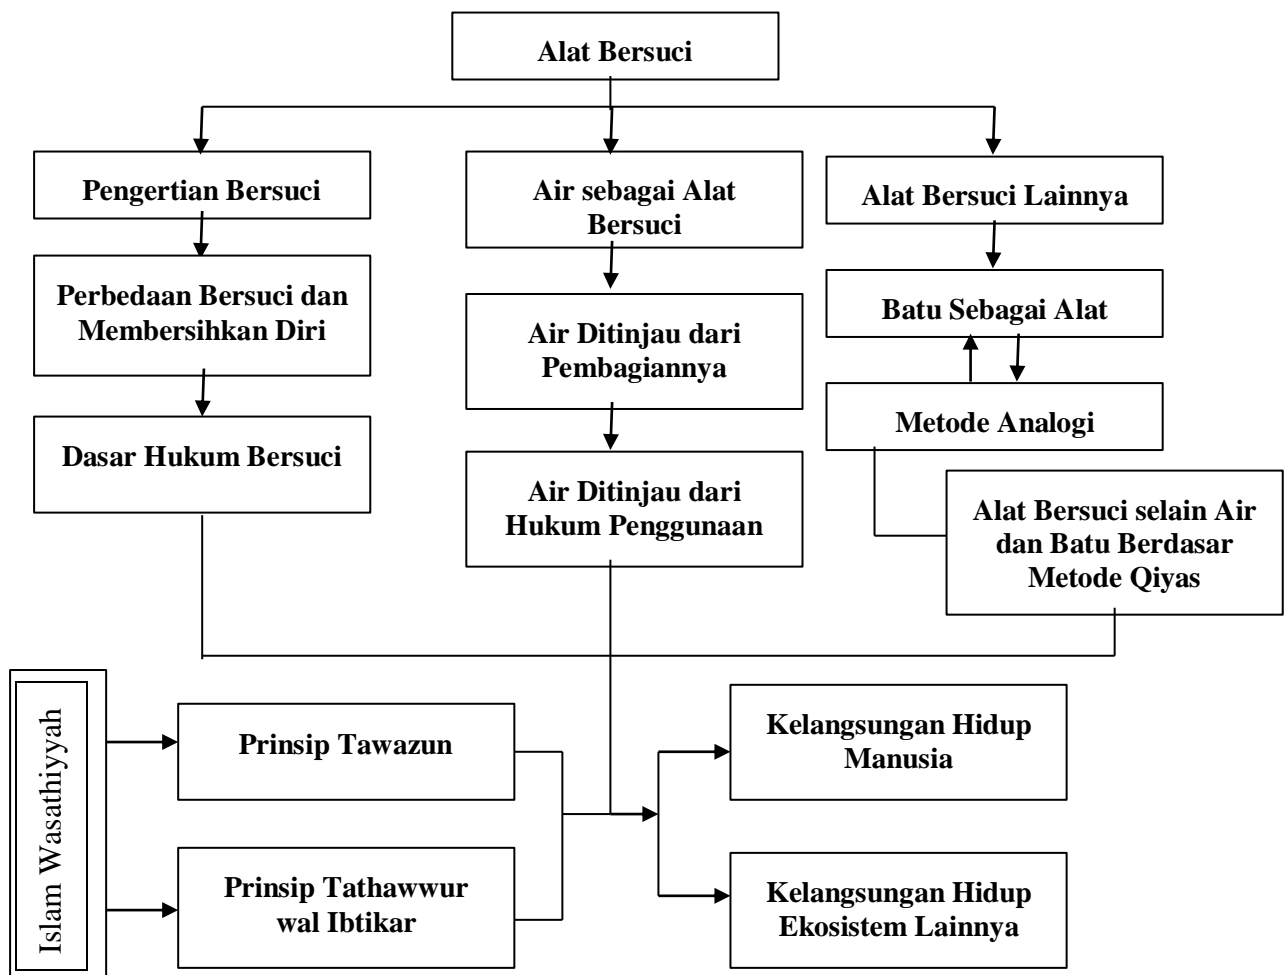 Alat Bersuci
Pengertian Bersuci
Air sebagai Alat
Bersuci
Alat Bersuci Lainnya
Perbedaan Bersuci dan
Membersihkan Diri
Air Ditinjau dari
Pembagiannya
Batu Sebagai Alat
Metode Analogi
Dasar Hukum Bersuci
Air Ditinjau dari
Hukum Penggunaan
Alat Bersuci selain Air
dan Batu Berdasar
Metode Qiyas
Islam Wasathiyyah
Prinsip Tawazun
Kelangsungan Hidup
Manusia
Prinsip Tathawwur
wal Ibtikar
Kelangsungan Hidup
Ekosistem Lainnya